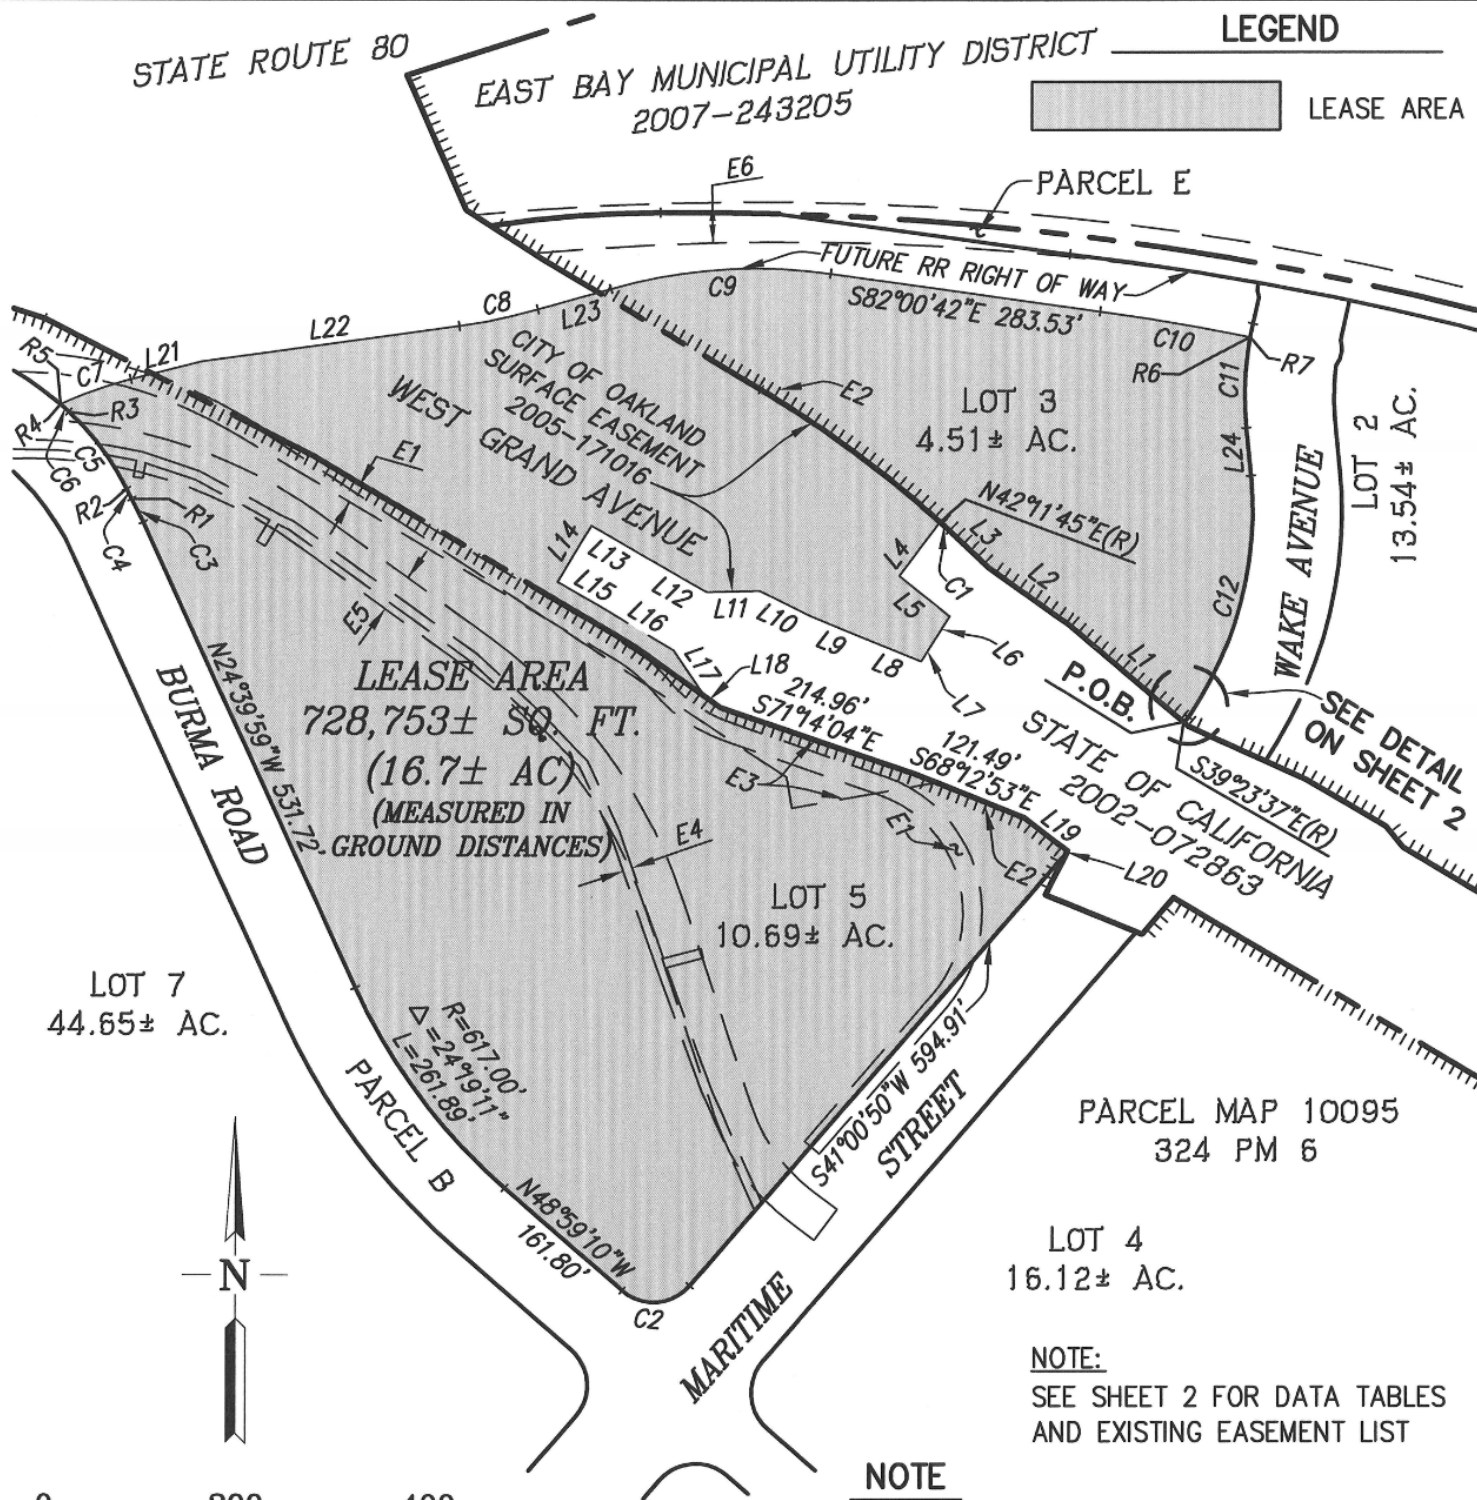 STATE ROUTE 80
EAST BAY MUNICIPAL UTILITY DISTRICT
2007-243205
LEGEND
LEASE AREA
E6
PARCEL E
FUTURE RR RIGHT OF WAY
C8
C9
S82°00'42"E 283.53'
C10
L22
L23
L21
R5
C7
R3
R4
C5
C6
R2
R1
C4
C3
CITY OF OAKLAND
SURFACE EASEMENT
2005-171016
WEST GRAND AVENUE
E1
E2
LOT 3
4.51± AC.
R6
R7
C11
L24
C12
WAKE AVENUE
LOT 2
13.54± AC.
N42°11'45"E(R)
L3
L2
L1
L4
L5
C1
L6
L7
L14
L13
L12
L15
L16
L11
L10
L9
L8
L17
L18
214.96'
S71°14'04"E
121.49'
S68°12'53"E
P.O.B.
SEE DETAIL
ON SHEET 2
S39°23'37"E(R)
STATE OF CALIFORNIA
2002-072863
E5
LEASE AREA
728,753± SQ. FT.
(16.7± AC)
(MEASURED IN
GROUND DISTANCES)
N24°39'59"W 531.72'
BURMA ROAD
E3
E1
E2
L19
L20
E4
LOT 5
10.69± AC.
LOT 7
44.65± AC.
R=617.00'
Δ=24°19'11"
L=261.89'
PARCEL B
N48°59'10"W
161.80'
C2
S41°00'50"W 594.91'
MARITIME STREET
PARCEL MAP 10095
324 PM 6
LOT 4
16.12± AC.
N
NOTE:
SEE SHEET 2 FOR DATA TABLES
AND EXISTING EASEMENT LIST
NOTE